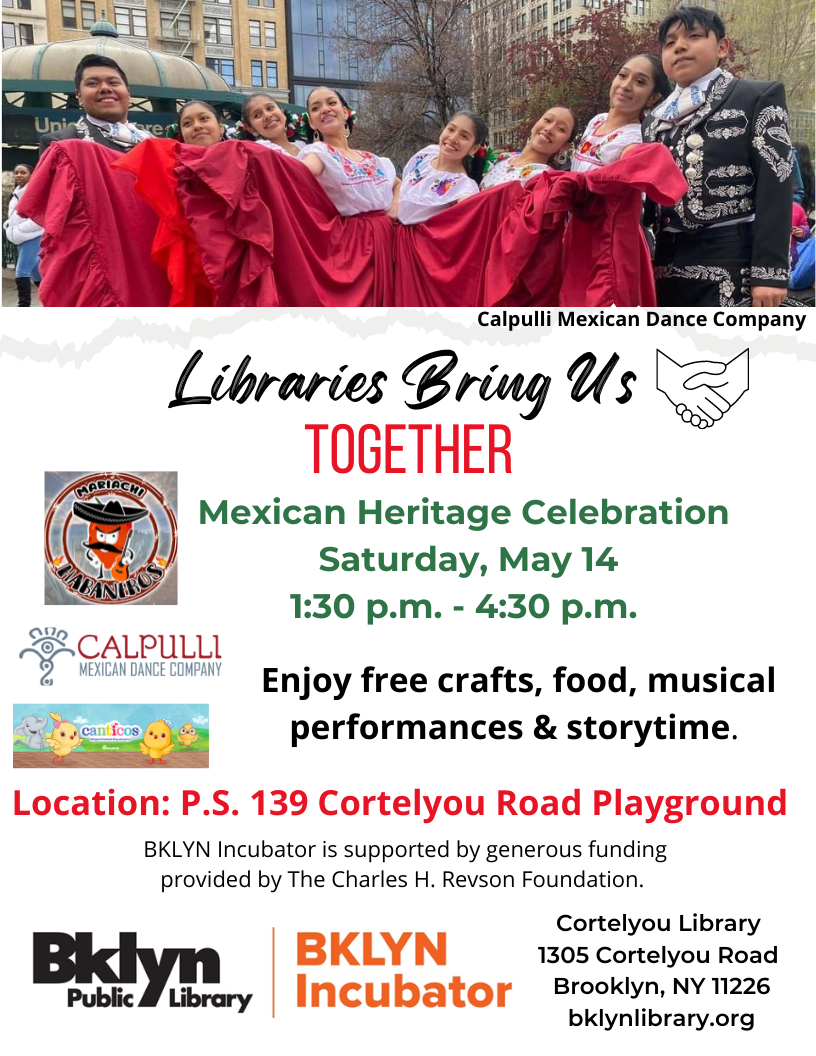 Calpulli Mexican Dance Company
Libraries Bring Us
TOGETHER
MARIACHI
HABANEROS
Mexican Heritage Celebration
Saturday, May 14
1:30 p.m. - 4:30 p.m.
CALPULLI
MEXICAN DANCE COMPANY
canticos
Enjoy free crafts, food, musical
performances & storytime.
Location: P.S. 139 Cortelyou Road Playground
BKLYN Incubator is supported by generous funding
provided by The Charles H. Revson Foundation.
Bklyn
Public Library
BKLYN
Incubator
Cortelyou Library
1305 Cortelyou Road
Brooklyn, NY 11226
bklynlibrary.org